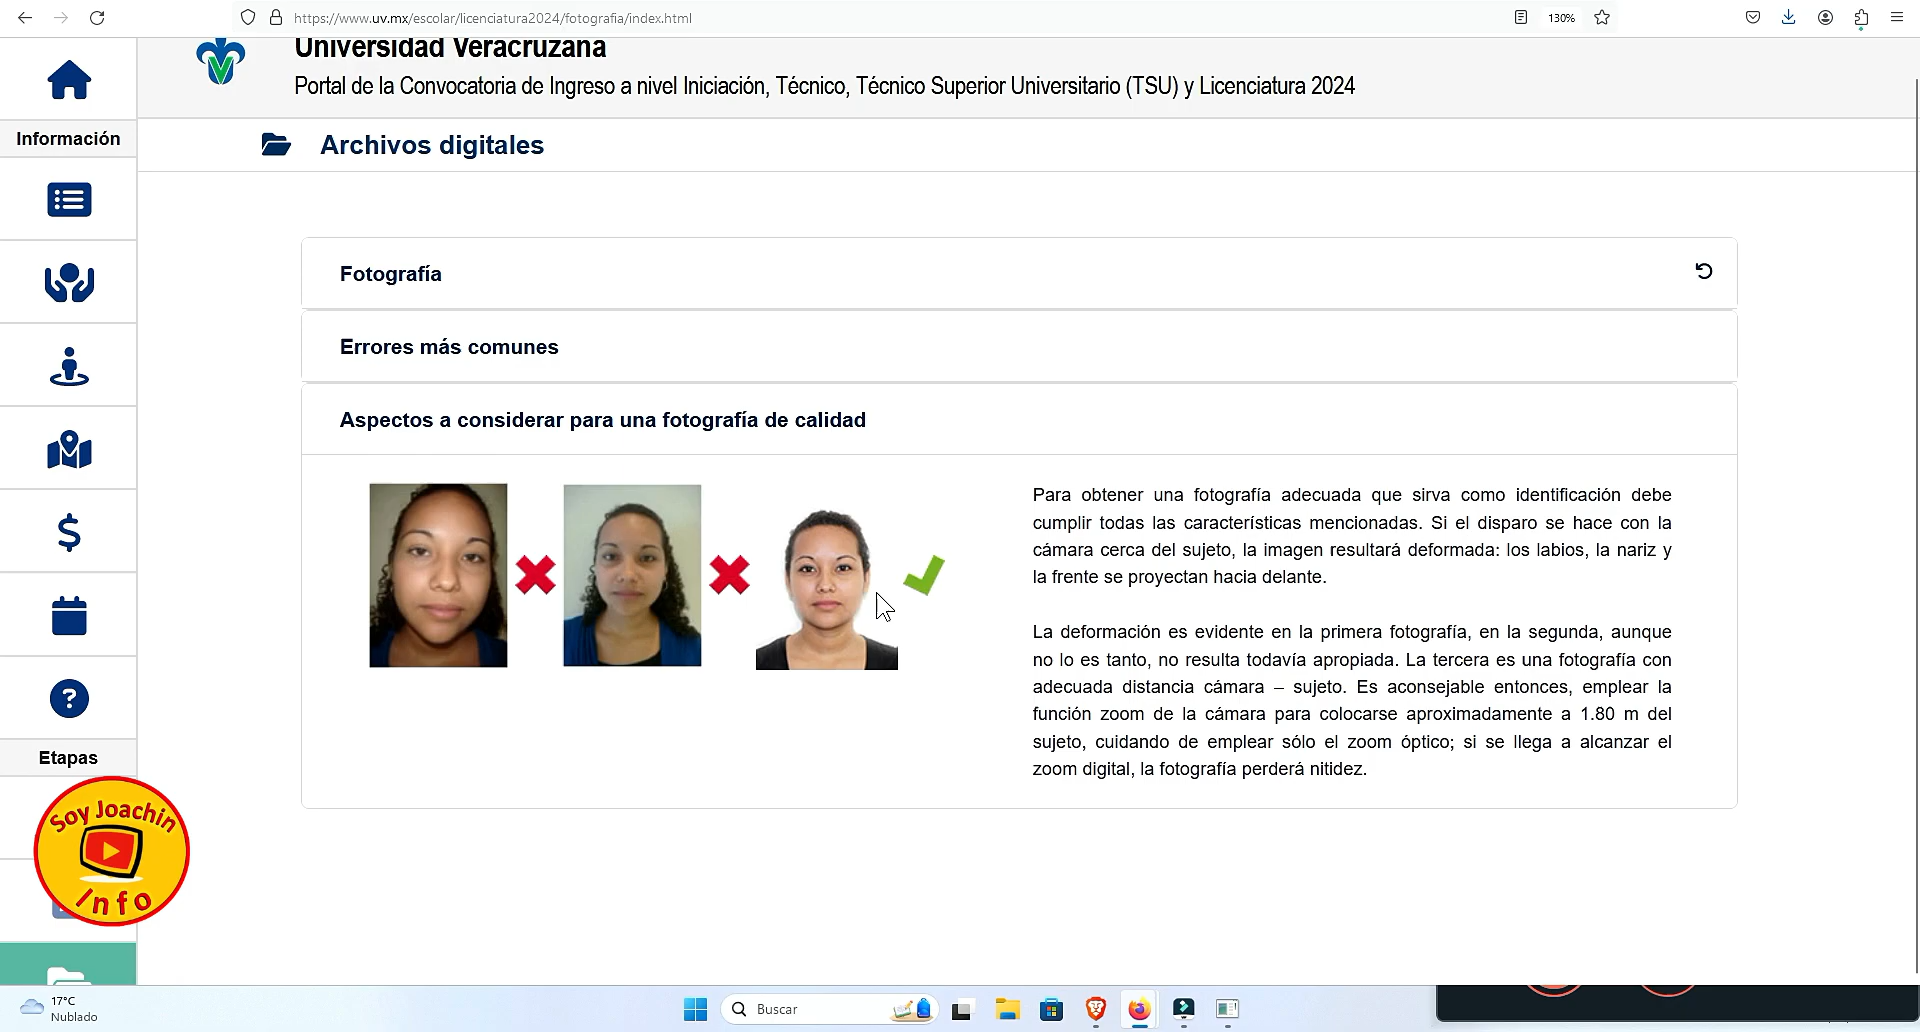 https://www.uv.mx/escolar/licenciatura2024/fotografia/index.html
130%
Universidad Veracruzana
Portal de la Convocatoria de Ingreso a nivel Iniciación, Técnico, Técnico Superior Universitario (TSU) y Licenciatura 2024
Información
Archivos digitales
Fotografía
Errores más comunes
Aspectos a considerar para una fotografía de calidad
Para obtener una fotografía adecuada que sirva como identificación debe
cumplir todas las características mencionadas. Si el disparo se hace con la
cámara cerca del sujeto, la imagen resultará deformada: los labios, la nariz y
la frente se proyectan hacia delante.
La deformación es evidente en la primera fotografía, en la segunda, aunque
no lo es tanto, no resulta todavía apropiada. La tercera es una fotografía con
adecuada distancia cámara – sujeto. Es aconsejable entonces, emplear la
función zoom de la cámara para colocarse aproximadamente a 1.80 m del
sujeto, cuidando de emplear sólo el zoom óptico; si se llega a alcanzar el
zoom digital, la fotografía perderá nitidez.
Etapas
Soy Joachin
Info
17°C
Nublado
Buscar